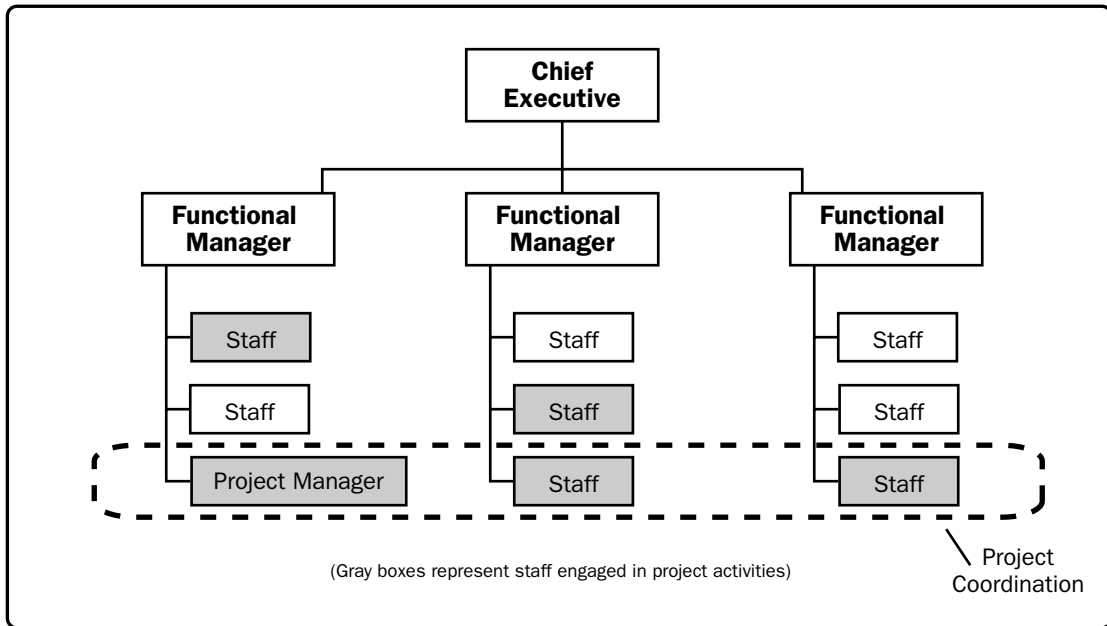 Chief
Executive
Functional
Manager
Functional
Manager
Functional
Manager
Staff
Staff
Staff
Staff
Staff
Staff
Project Manager
Staff
Staff
(Gray boxes represent staff engaged in project activities)
Project
Coordination